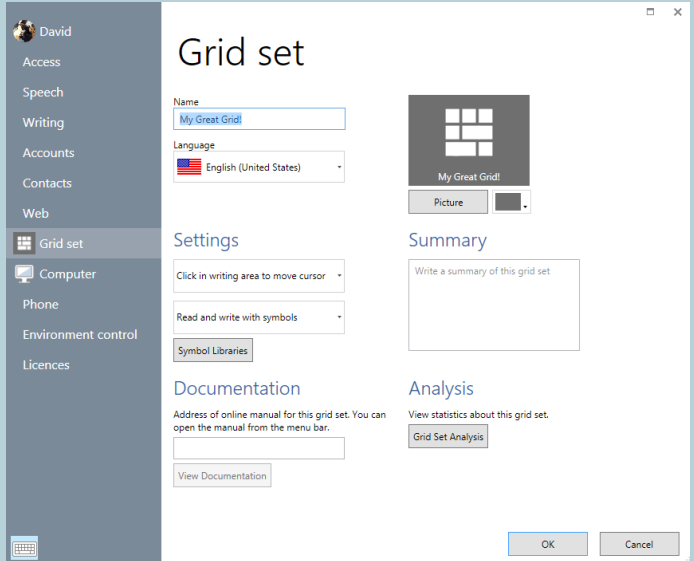 David
Access
Speech
Writing
Accounts
Contacts
Web
Grid set
Computer
Phone
Environment control
Licences
Grid set
Name
My Great Grid!
Language
English (United States)
My Great Grid!
Picture
Settings
Click in writing area to move cursor
Read and write with symbols
Symbol Libraries
Summary
Write a summary of this grid set
Documentation
Address of online manual for this grid set. You can
open the manual from the menu bar.
View Documentation
Analysis
View statistics about this grid set.
Grid Set Analysis
OK
Cancel